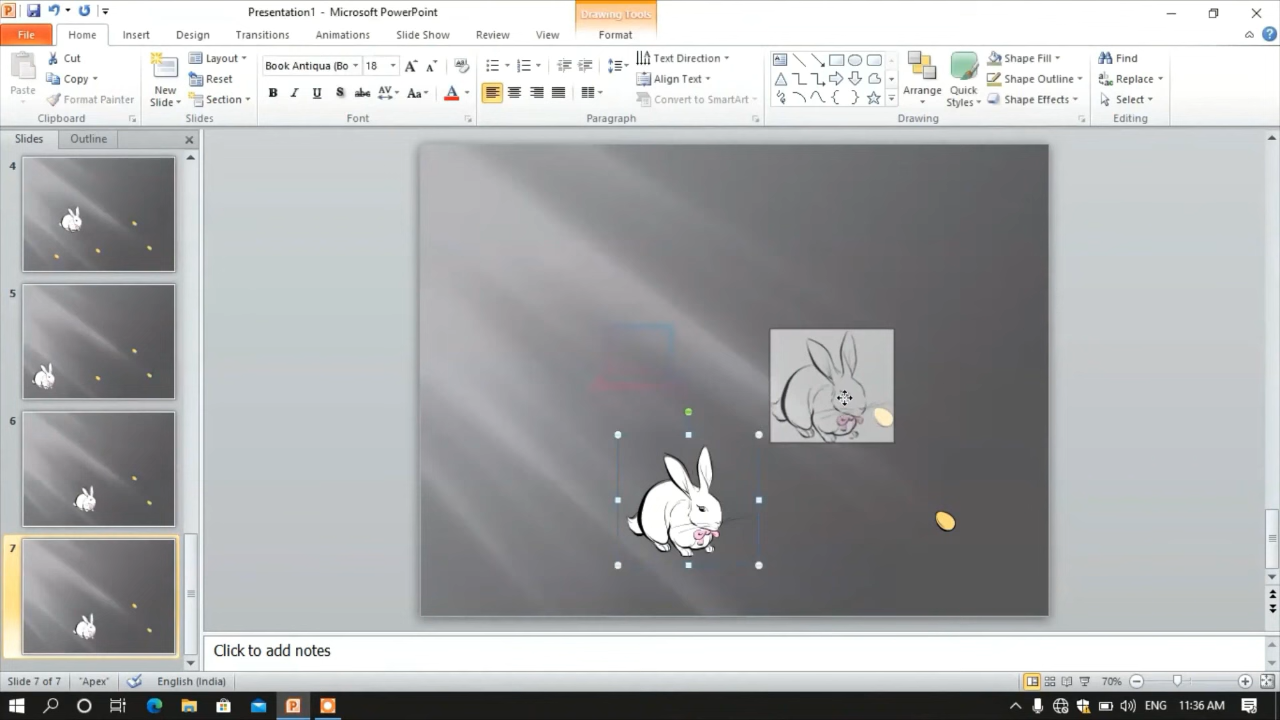 Presentation1 - Microsoft PowerPoint
Drawing Tools
File
Home
Insert
Design
Transitions
Animations
Slide Show
Review
View
Format
Paste
Cut
Copy
Format Painter
Clipboard
New
Slide
Layout
Reset
Section
Slides
Book Antiqua (Bo
18
B I U S abc AV Aa A
Font
Text Direction
Align Text
Convert to SmartArt
Paragraph
Arrange
Quick
Styles
Shape Fill
Shape Outline
Shape Effects
Drawing
Find
Replace
Select
Editing
Slides
Outline
4
5
6
7
Click to add notes
Slide 7 of 7
"Apex"
English (India)
70%
ENG
11:36 AM